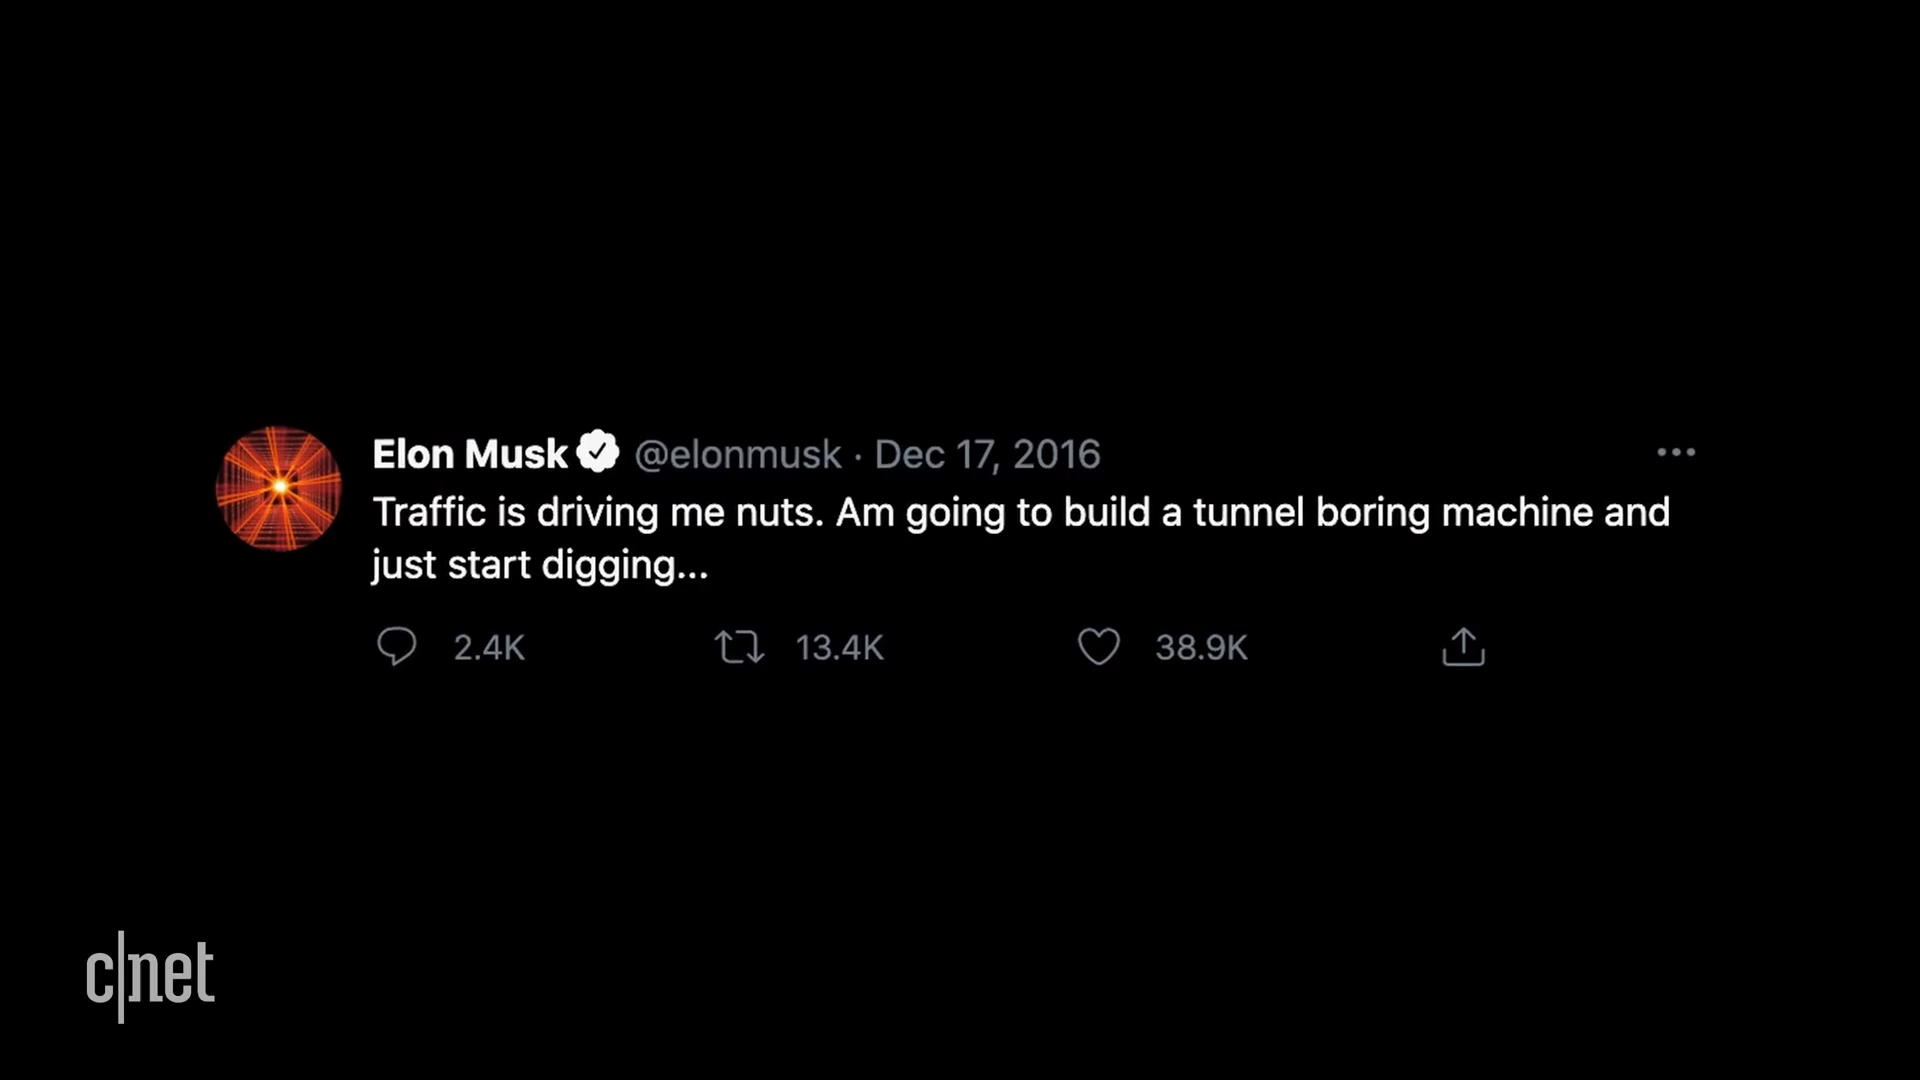 Elon Musk @elonmusk · Dec 17, 2016
Traffic is driving me nuts. Am going to build a tunnel boring machine and
just start digging...
2.4K 13.4K 38.9K
c|net